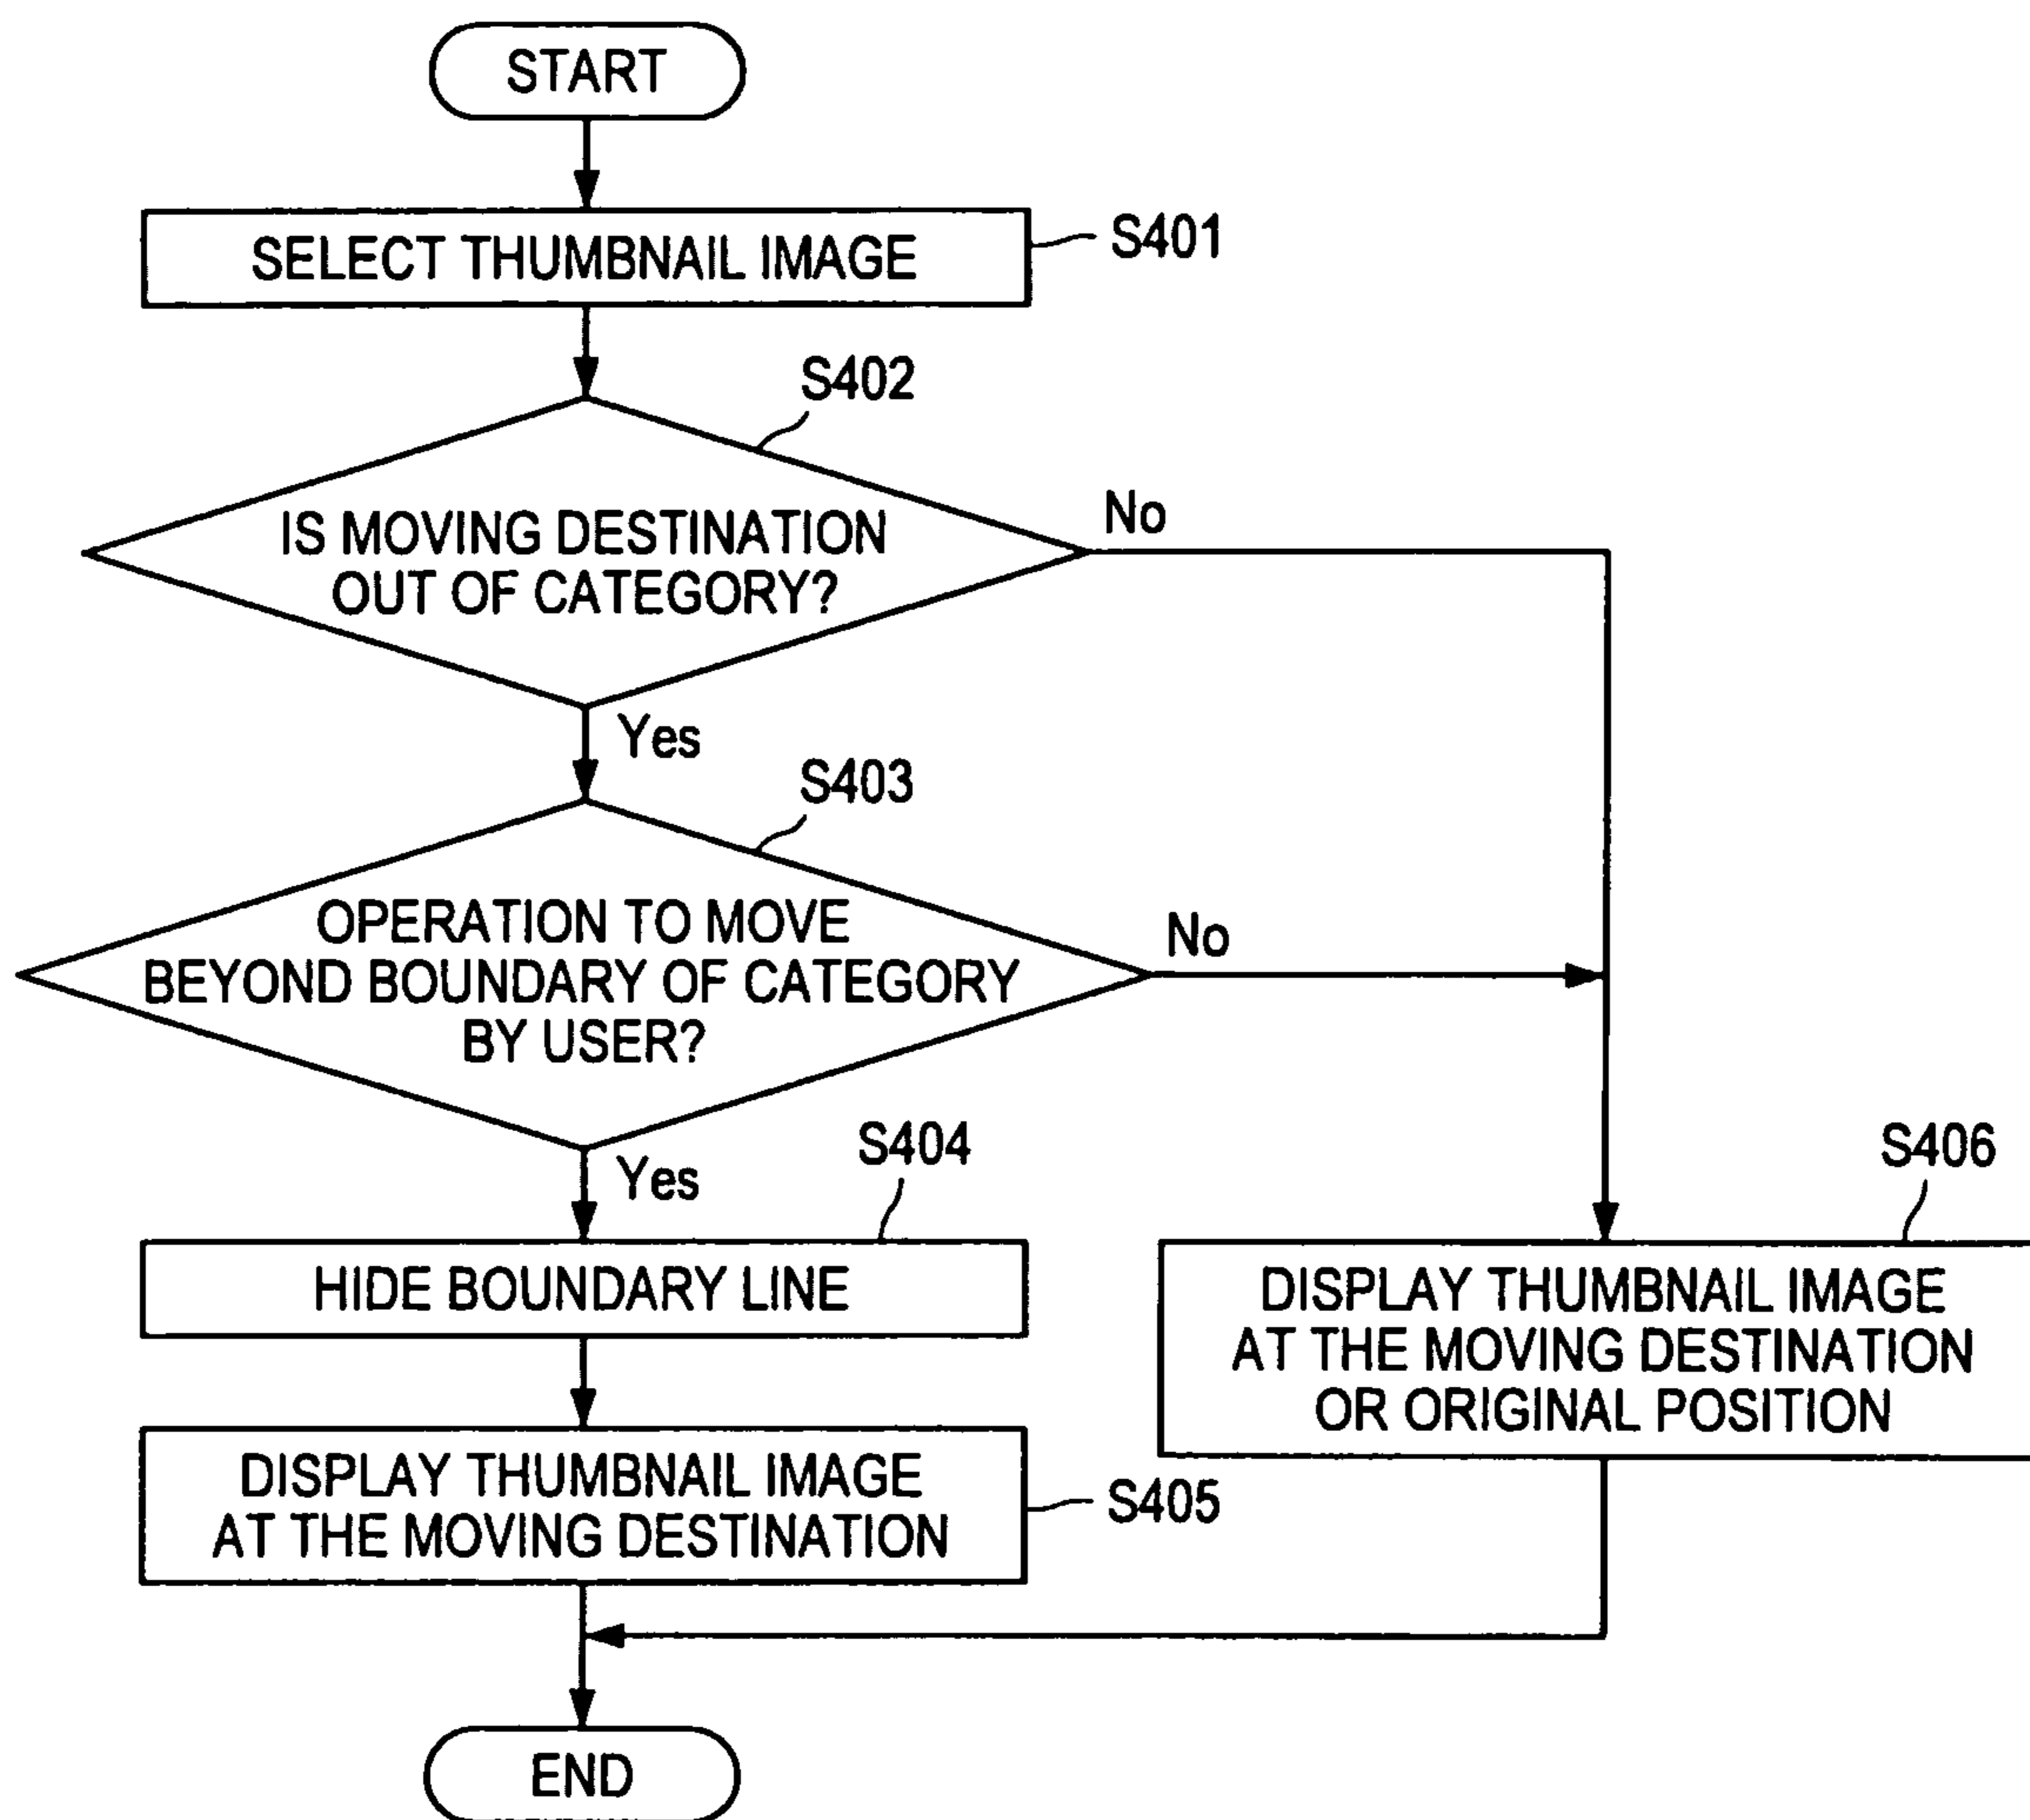 START
SELECT THUMBNAIL IMAGE
S401
S402
IS MOVING DESTINATION
OUT OF CATEGORY?
No
Yes
S403
OPERATION TO MOVE
BEYOND BOUNDARY OF CATEGORY
BY USER?
No
Yes
S404
HIDE BOUNDARY LINE
S406
DISPLAY THUMBNAIL IMAGE
AT THE MOVING DESTINATION
OR ORIGINAL POSITION
DISPLAY THUMBNAIL IMAGE
AT THE MOVING DESTINATION
S405
END